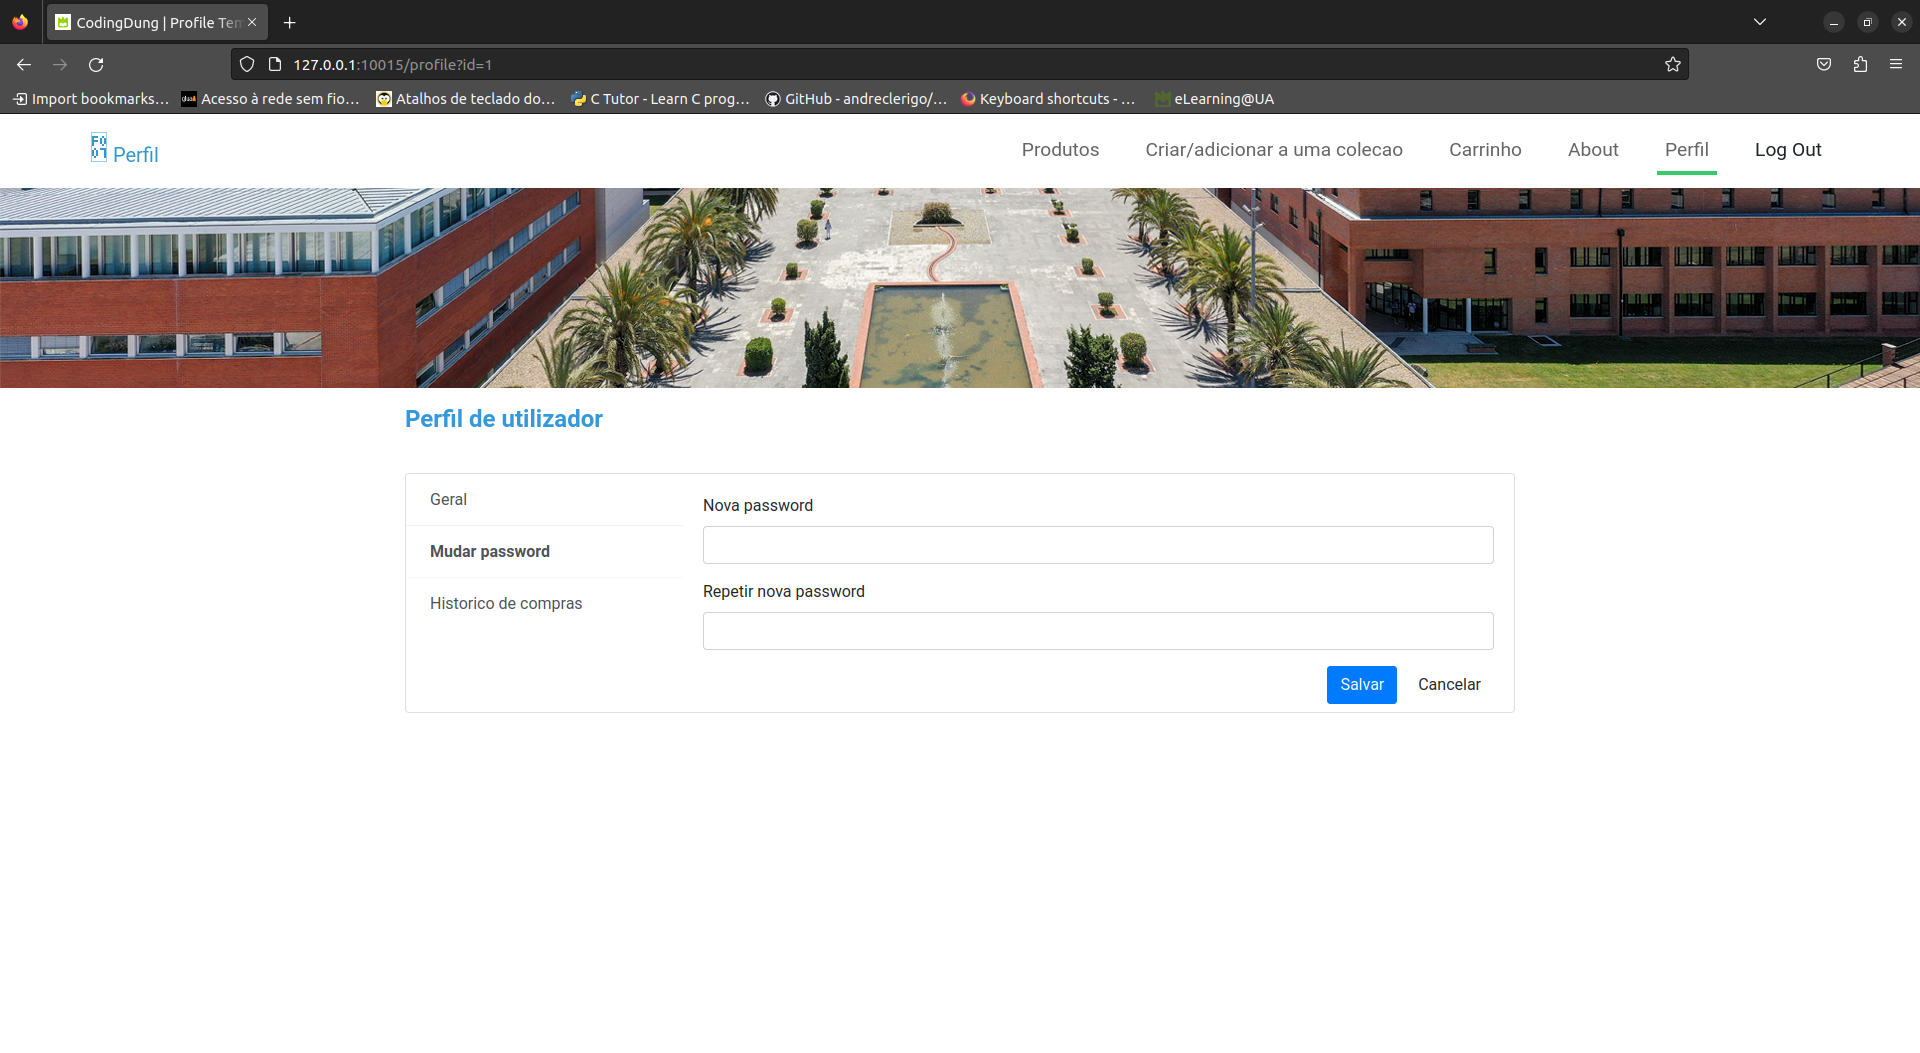 CodingDung | Profile Tem
127.0.0.1:10015/profile?id=1
Import bookmarks… Acesso à rede sem fio… Atalhos de teclado do… C Tutor - Learn C prog… GitHub - andreclerigo/… Keyboard shortcuts - … eLearning@UA
Perfil Produtos Criar/adicionar a uma colecao Carrinho About Perfil Log Out
Perfil de utilizador
Geral
Mudar password
Historico de compras
Nova password
Repetir nova password
Salvar Cancelar